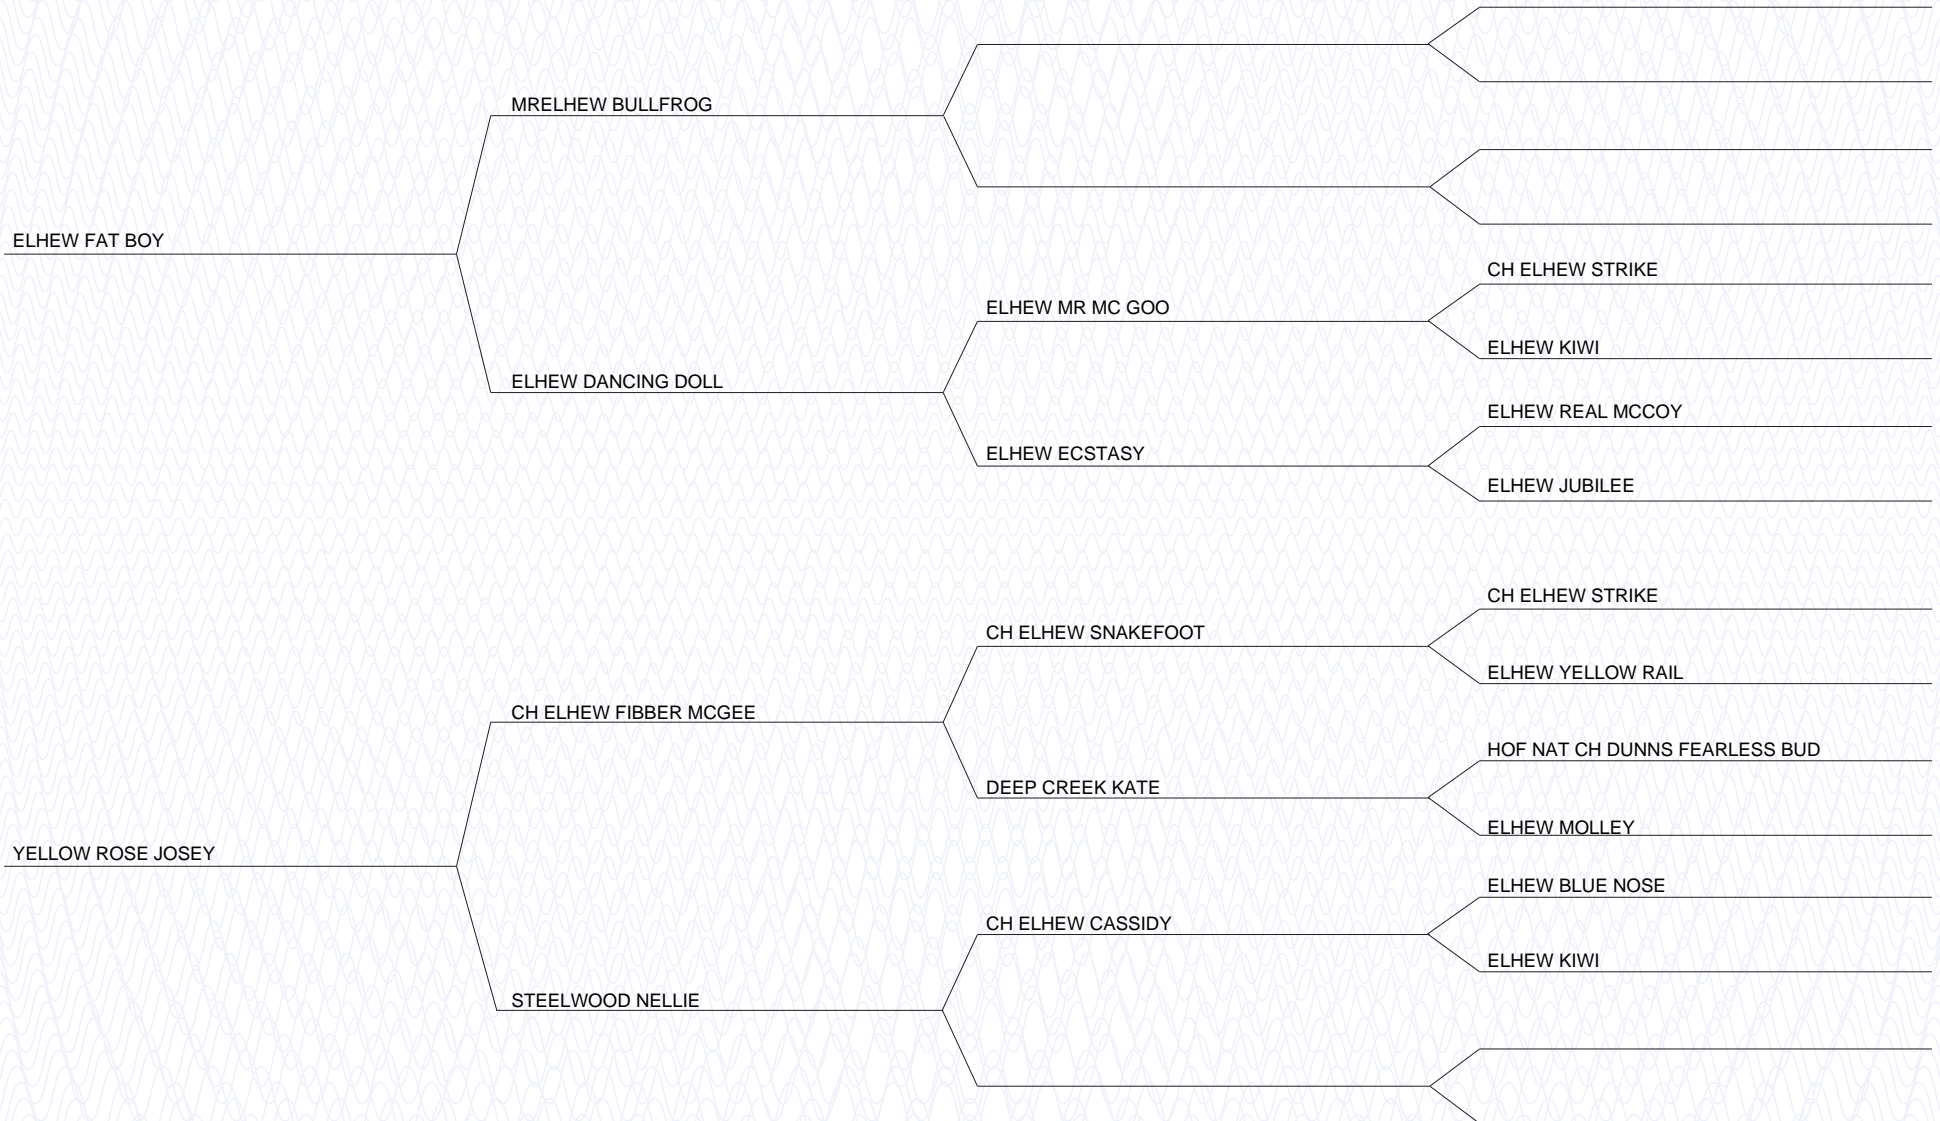 MRELHEW BULLFROG
ELHEW FAT BOY
CH ELHEW STRIKE
ELHEW MR MC GOO
ELHEW KIWI
ELHEW DANCING DOLL
ELHEW REAL MCCOY
ELHEW ECSTASY
ELHEW JUBILEE
CH ELHEW STRIKE
CH ELHEW SNAKEFOOT
ELHEW YELLOW RAIL
CH ELHEW FIBBER MCGEE
HOF NAT CH DUNNS FEARLESS BUD
DEEP CREEK KATE
ELHEW MOLLEY
YELLOW ROSE JOSEY
ELHEW BLUE NOSE
CH ELHEW CASSIDY
ELHEW KIWI
STEELWOOD NELLIE